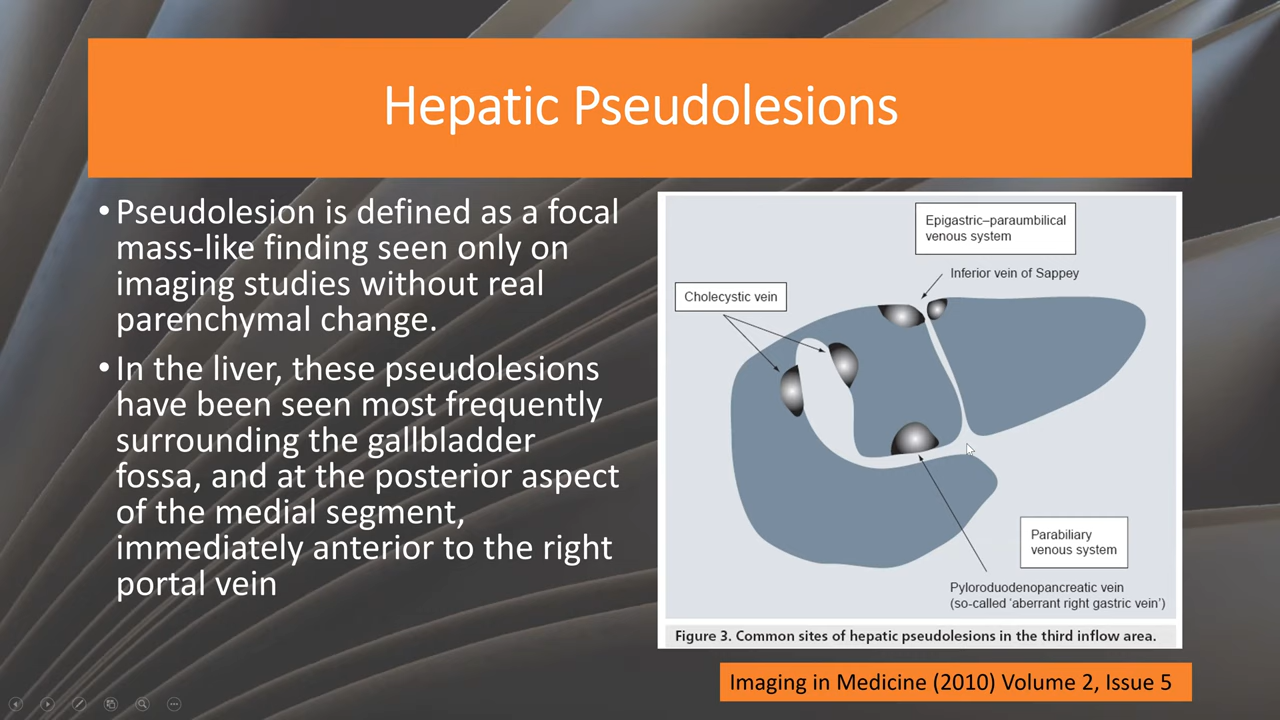 Hepatic Pseudolesions
• Pseudolesion is defined as a focal
mass-like finding seen only on
imaging studies without real
parenchymal change.
• In the liver, these pseudolesions
have been seen most frequently
surrounding the gallbladder
fossa, and at the posterior aspect
of the medial segment,
immediately anterior to the right
portal vein
Epigastric–paraumbilical
venous system
Inferior vein of Sappey
Cholecystic vein
Parabiliary
venous system
Pyloroduodenopancreatic vein
(so-called ‘aberrant right gastric vein’)
Figure 3. Common sites of hepatic pseudolesions in the third inflow area.
Imaging in Medicine (2010) Volume 2, Issue 5